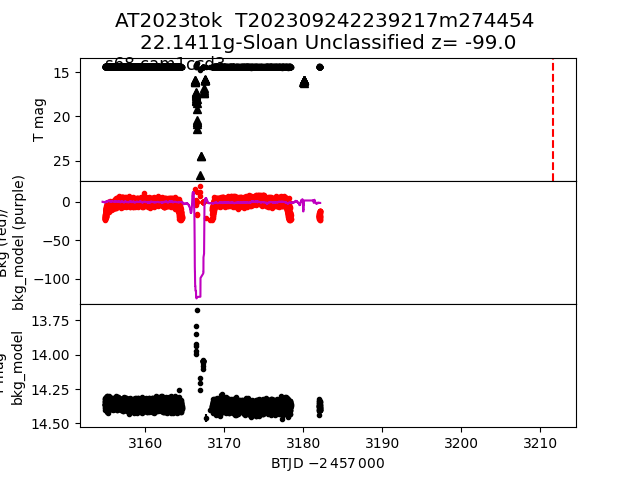 AT2023tok T202309242239217m274454
22.1411g-Sloan Unclassified z= -99.0
s68 cam1ccd3
15
20
25
T mag
0
−50
−100
Bkg (red)/
bkg_model (purple)
13.75
14.00
14.25
14.50
mag
bkg_model
3160
3170
3180
3190
3200
3210
BTJD −2 457 000